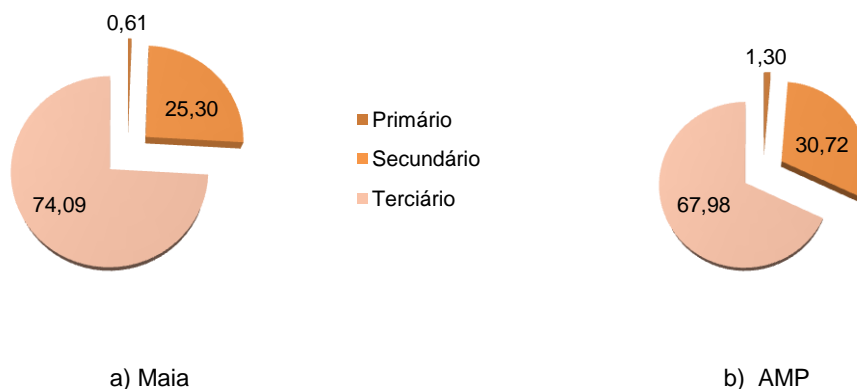 0,61
25,30
74,09
Primário
Secundário
Terciário
1,30
30,72
67,98
a) Maia
b) AMP